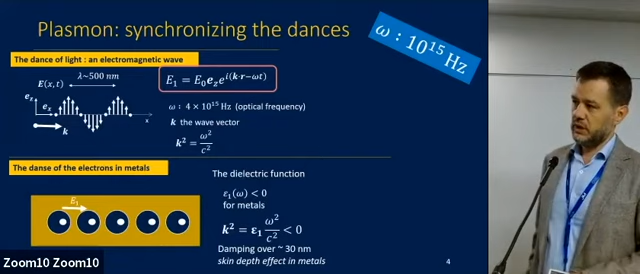 Plasmon: synchronizing the dances
ω : 10¹⁵ Hz
The dance of light : an electromagnetic wave
E(x,t)
λ~500 nm
E₁ = E₀eₓe^{i(k·r−ωt)}
e_z
eₓ
k
x
ω : 4 × 10¹⁵ Hz (optical frequency)
k the wave vector
k² = ω²/c²
The danse of the electrons in metals
E₁
The dielectric function
ε₁(ω) < 0
for metals
k² = ε₁ ω²/c² < 0
Damping over ~ 30 nm
skin depth effect in metals
Zoom10 Zoom10
4